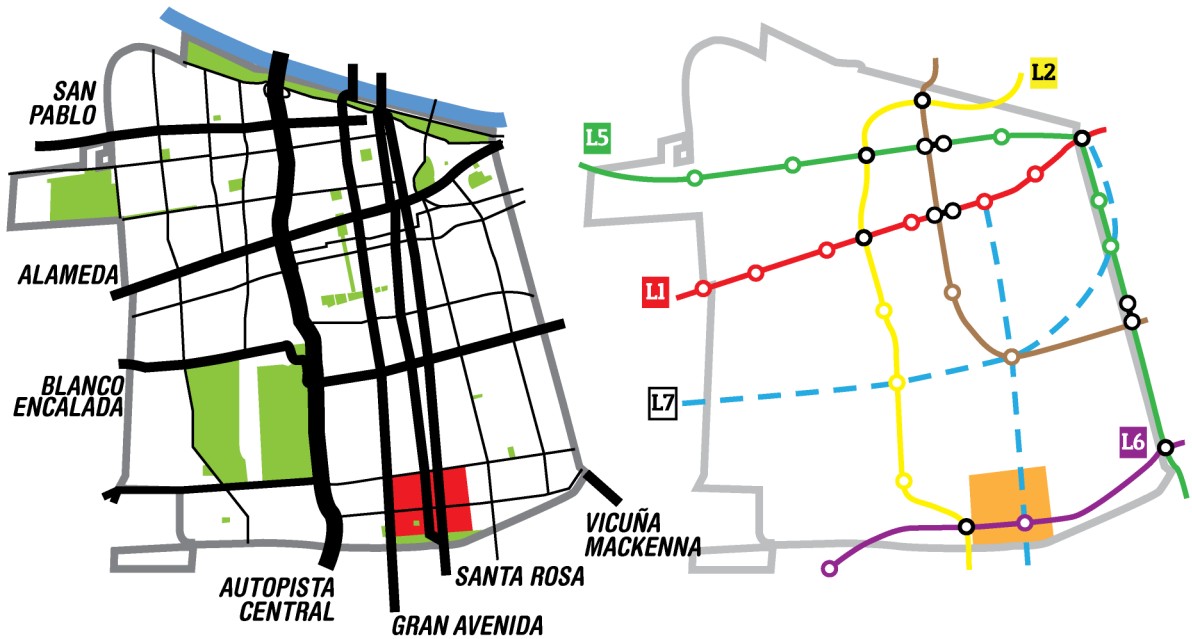 SAN
PABLO
ALAMEDA
BLANCO
ENCALADA
AUTOPISTA
CENTRAL
GRAN AVENIDA
SANTA ROSA
VICUÑA
MACKENNA
L2
L5
L1
L7
L6